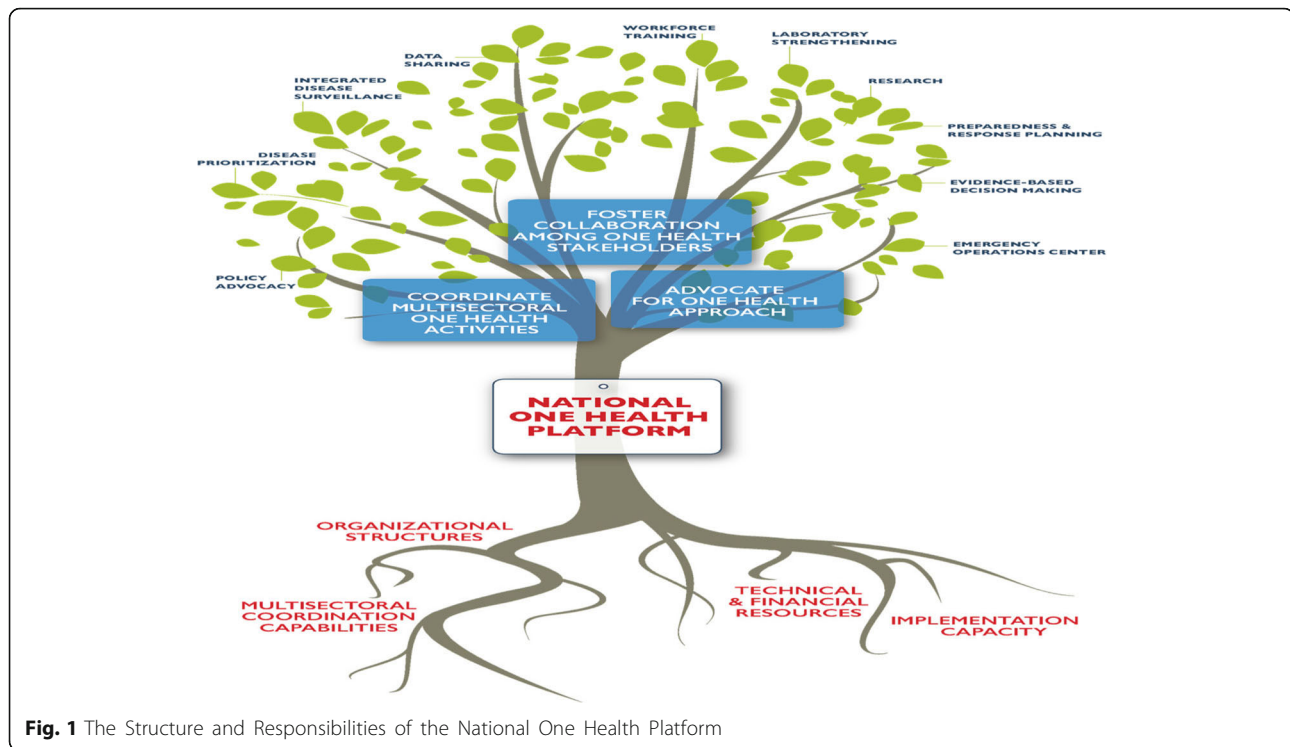 WORKFORCE
TRAINING
LABORATORY
STRENGTHENING
DATA
SHARING
RESEARCH
INTEGRATED
DISEASE
SURVEILLANCE
PREPAREDNESS &
RESPONSE PLANNING
DISEASE
PRIORITIZATION
EVIDENCE-BASED
DECISION MAKING
EMERGENCY
OPERATIONS CENTER
POLICY
ADVOCACY
FOSTER
COLLABORATION
AMONG ONE HEALTH
STAKEHOLDERS
COORDINATE
MULTISECTORAL
ONE HEALTH
ACTIVITIES
ADVOCATE
FOR ONE HEALTH
APPROACH
NATIONAL
ONE HEALTH
PLATFORM
ORGANIZATIONAL
STRUCTURES
MULTISECTORAL
COORDINATION
CAPABILITIES
TECHNICAL
& FINANCIAL
RESOURCES
IMPLEMENTATION
CAPACITY
Fig. 1 The Structure and Responsibilities of the National One Health Platform